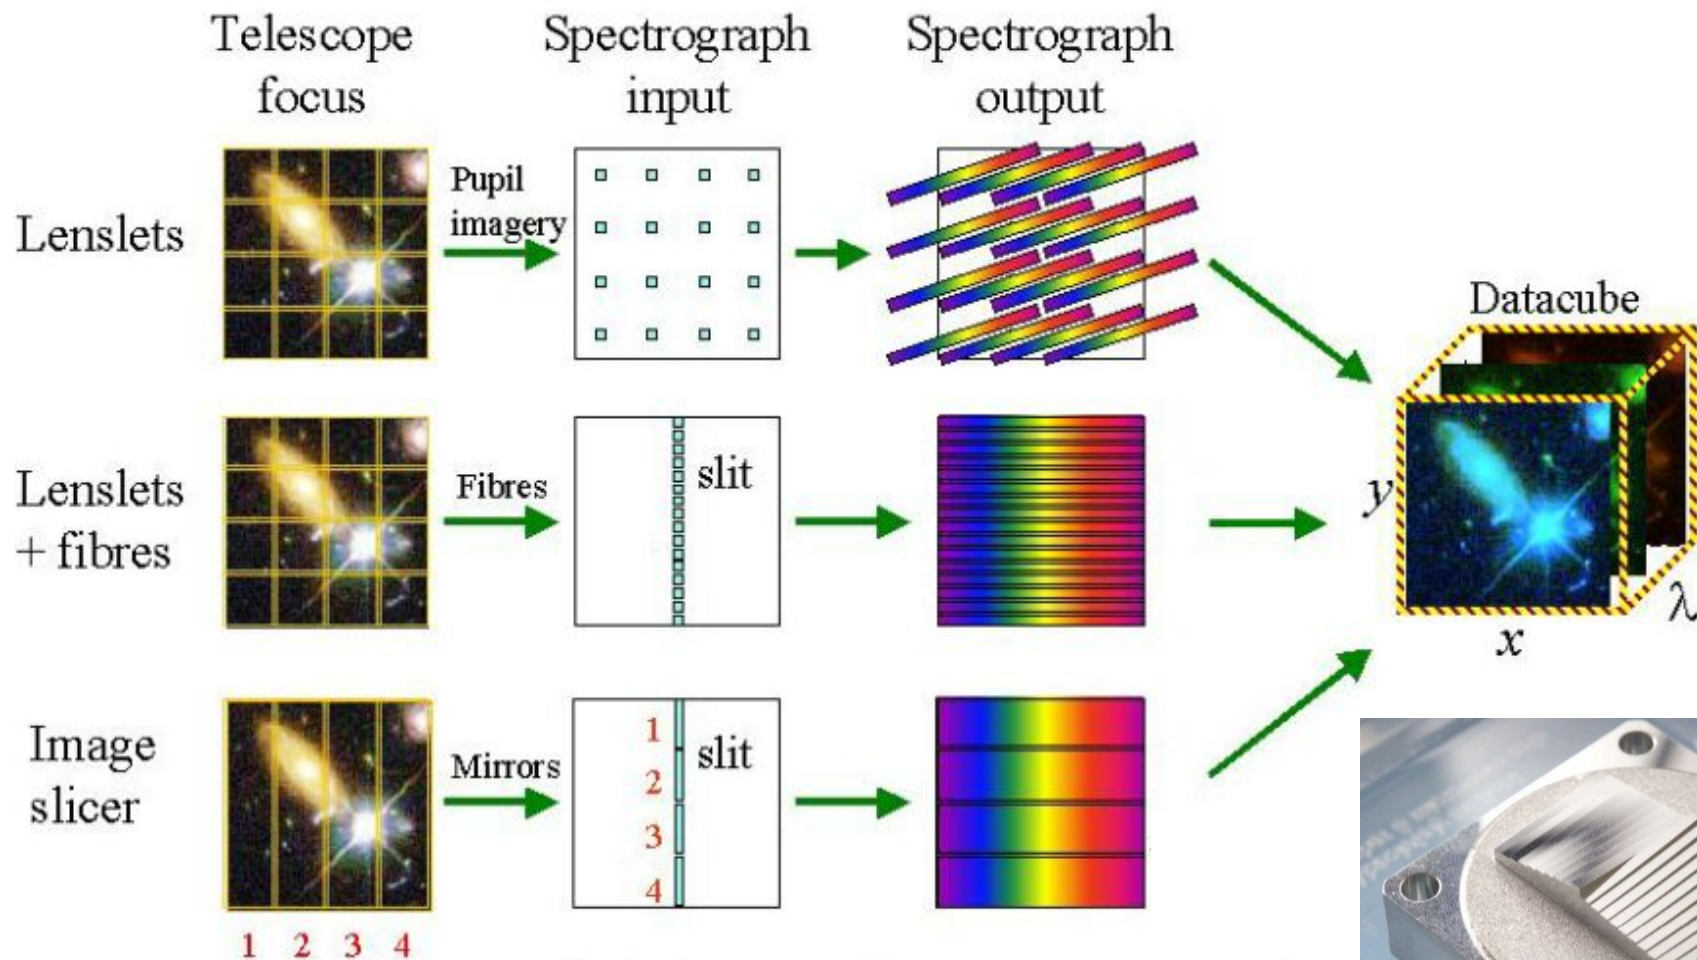 Telescope
focus
Spectrograph
input
Spectrograph
output
Lenslets
Pupil
imagery
Datacube
Lenslets
+ fibres
Fibres
slit
y
λ
x
Image
slicer
Mirrors
1
2
3
4
slit
1 2 3 4